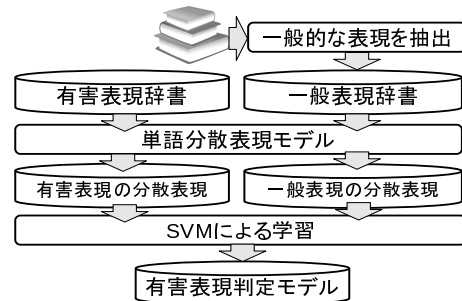 一般的な表現を抽出
有害表現辞書
一般表現辞書
単語分散表現モデル
有害表現の分散表現
一般表現の分散表現
SVMによる学習
有害表現判定モデル